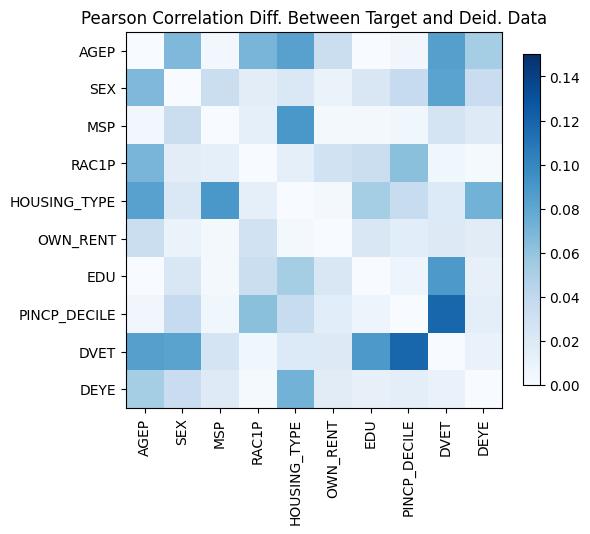 Pearson Correlation Diff. Between Target and Deid. Data
AGEP
SEX
MSP
RAC1P
HOUSING_TYPE
OWN_RENT
EDU
PINCP_DECILE
DVET
DEYE
AGEP
SEX
MSP
RAC1P
HOUSING_TYPE
OWN_RENT
EDU
PINCP_DECILE
DVET
DEYE
0.14
0.12
0.10
0.08
0.06
0.04
0.02
0.00